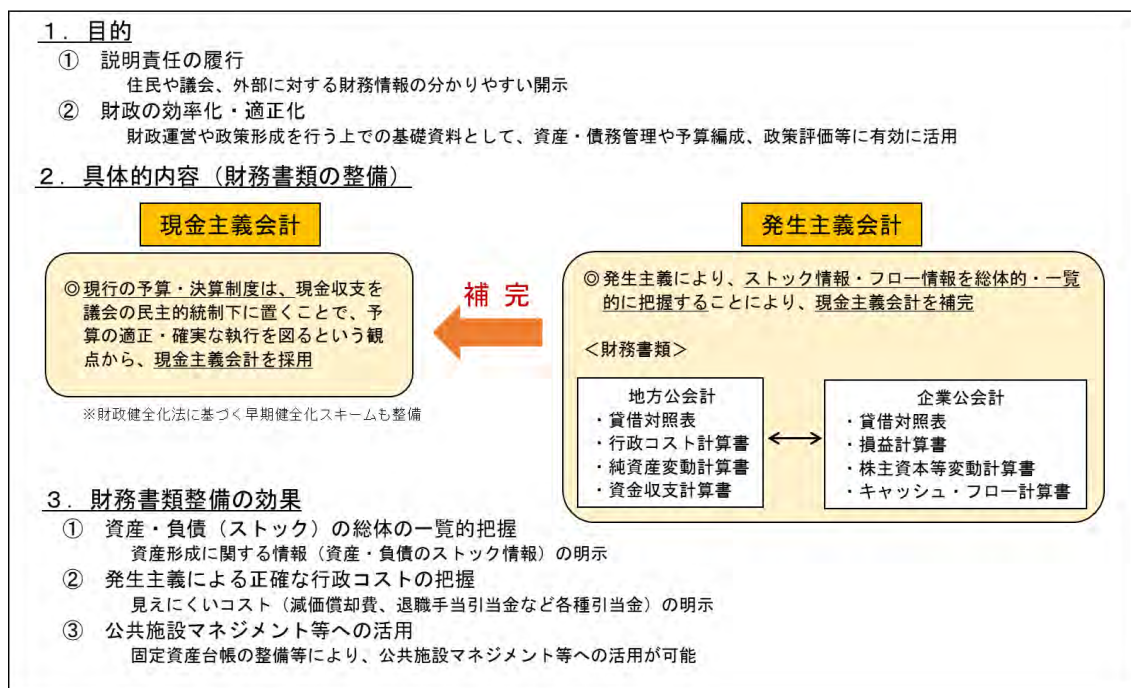 １．目的
① 説明責任の履行
住民や議会、外部に対する財務情報の分かりやすい開示
② 財政の効率化・適正化
財政運営や政策形成を行う上での基礎資料として、資産・債務管理や予算編成、政策評価等に有効に活用
２．具体的内容（財務書類の整備）
現金主義会計
◎現行の予算・決算制度は、現金収支を
議会の民主的統制下に置くことで、予
算の適正・確実な執行を図るという観
点から、現金主義会計を採用
※財政健全化法に基づく早期健全化スキームも整備
補 完
発生主義会計
◎発生主義により、ストック情報・フロー情報を総体的・一覧
的に把握することにより、現金主義会計を補完
＜財務書類＞
地方公会計
・貸借対照表
・行政コスト計算書
・純資産変動計算書
・資金収支計算書
企業公会計
・貸借対照表
・損益計算書
・株主資本等変動計算書
・キャッシュ・フロー計算書
３．財務書類整備の効果
① 資産・負債（ストック）の総体の一覧的把握
資産形成に関する情報（資産・負債のストック情報）の明示
② 発生主義による正確な行政コストの把握
見えにくいコスト（減価償却費、退職手当引当金など各種引当金）の明示
③ 公共施設マネジメント等への活用
固定資産台帳の整備等により、公共施設マネジメント等への活用が可能